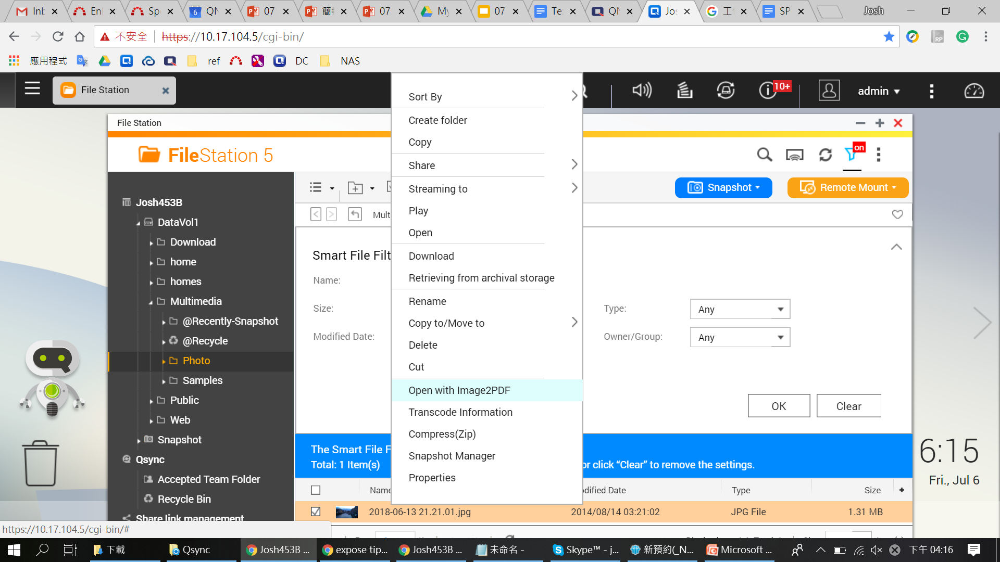 Inb
En
Sp
QN
07
簡
07
My
07
Te
QN
Jos
工
SP
Josh
不安全
https://10.17.104.5/cgi-bin/
應用程式
ref
DC
NAS
File Station
10+
admin
File Station
FileStation 5
on
Snapshot
Remote Mount
Mult
Josh453B
DataVol1
Download
home
homes
Multimedia
@Recently-Snapshot
@Recycle
Photo
Samples
Public
Web
Snapshot
Qsync
Accepted Team Folder
Recycle Bin
Share link management
Sort By
Create folder
Copy
Share
Streaming to
Play
Open
Download
Retrieving from archival storage
Rename
Copy to/Move to
Delete
Cut
Open with Image2PDF
Transcode Information
Compress(Zip)
Snapshot Manager
Properties
Smart File Filt
Name:
Size:
Type:
Any
Modified Date:
Owner/Group:
Any
OK
Clear
The Smart File F
Total: 1 Item(s)
or click “Clear” to remove the settings.
Name
dified Date
Type
Size
2018-06-13 21.21.01.jpg
2014/08/14 03:21:02
JPG File
1.31 MB
6:15
Fri., Jul 6
https://10.17.104.5/cgi-bin/#
下載
Qsync
Josh453B ...
expose tip...
Josh453B ...
未命名 -
Skype™ - j...
新預約(_N...
Microsoft ...
下午 04:16